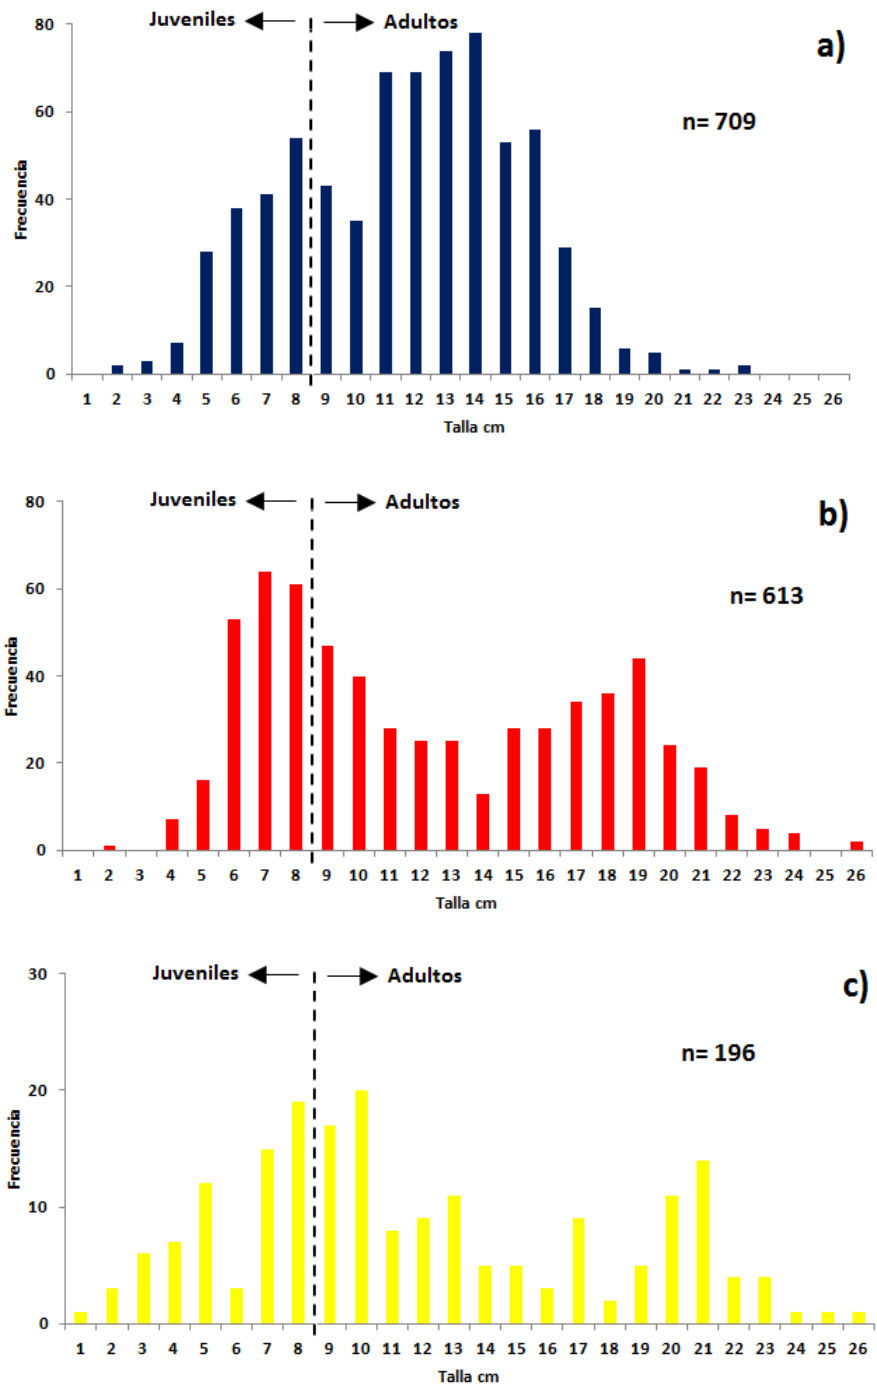 Juveniles Adultos
a)
n= 709
Frecuencia
80
60
40
20
0
1 2 3 4 5 6 7 8 9 10 11 12 13 14 15 16 17 18 19 20 21 22 23 24 25 26
Talla cm
Juveniles Adultos
b)
n= 613
Frecuencia
80
60
40
20
0
1 2 3 4 5 6 7 8 9 10 11 12 13 14 15 16 17 18 19 20 21 22 23 24 25 26
Talla cm
Juveniles Adultos
c)
n= 196
Frecuencia
30
20
10
0
1 2 3 4 5 6 7 8 9 10 11 12 13 14 15 16 17 18 19 20 21 22 23 24 25 26
Talla cm